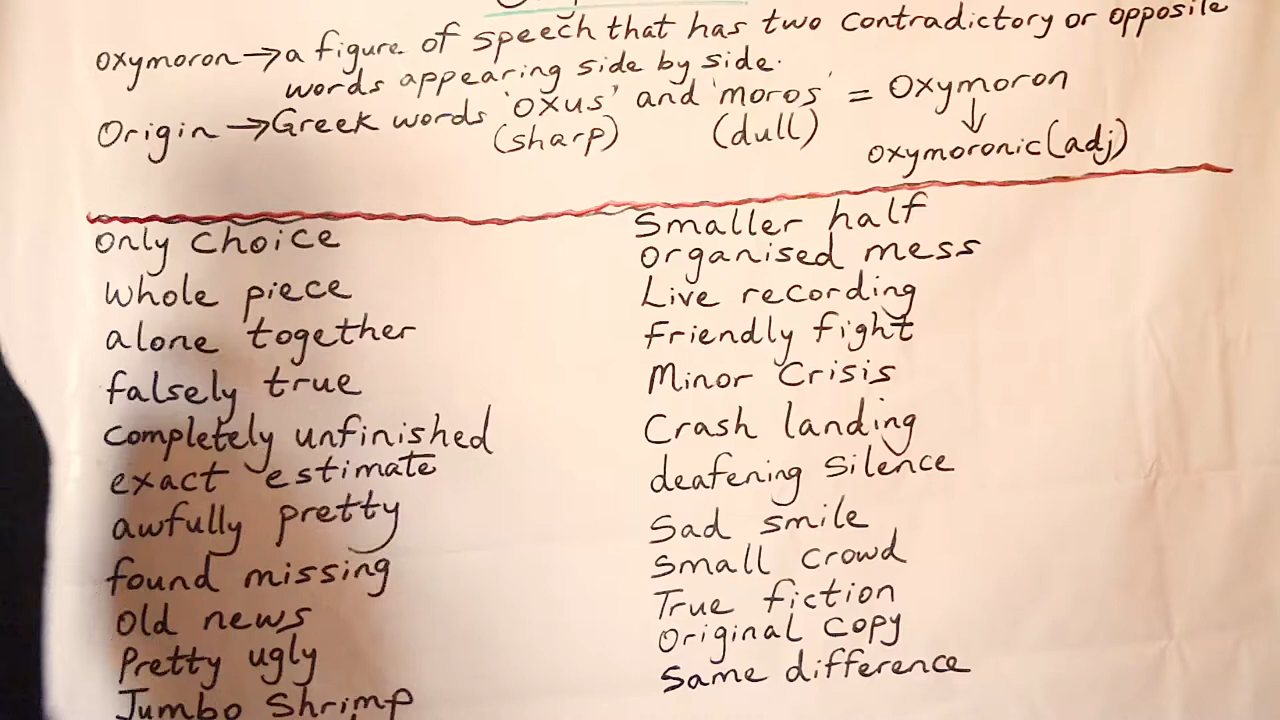 oxymoron→a figure of speech that has two contradictory or opposite
words appearing side by side.
Origin→Greek words 'oxus' and 'moros' = Oxymoron
(sharp) (dull) ↓
oxymoronic (adj)
only choice
whole piece
alone together
falsely true
completely unfinished
exact estimate
awfully pretty
found missing
old news
Pretty ugly
Jumbo Shrimp
Smaller half
organised mess
Live recording
Friendly fight
Minor Crisis
Crash landing
deafening silence
Sad smile
Small crowd
True fiction
Original copy
Same difference